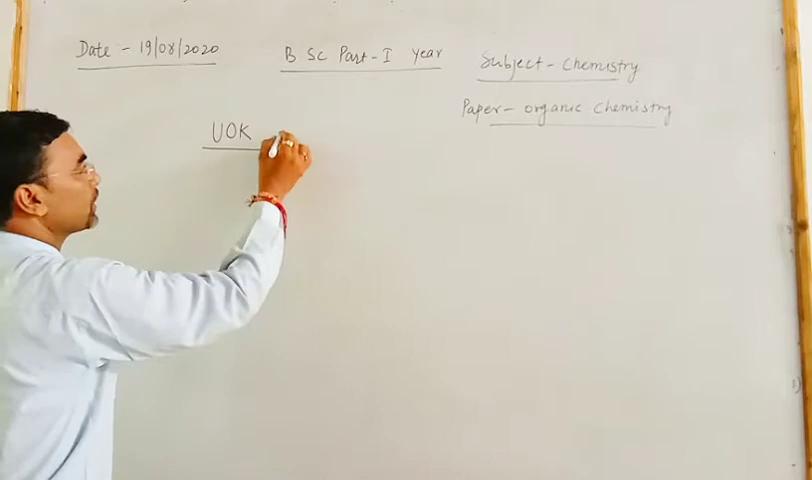 Date :- 19/08/2020
B Sc Part-I Year
Subject - Chemistry
Paper- organic Chemistry
UOK